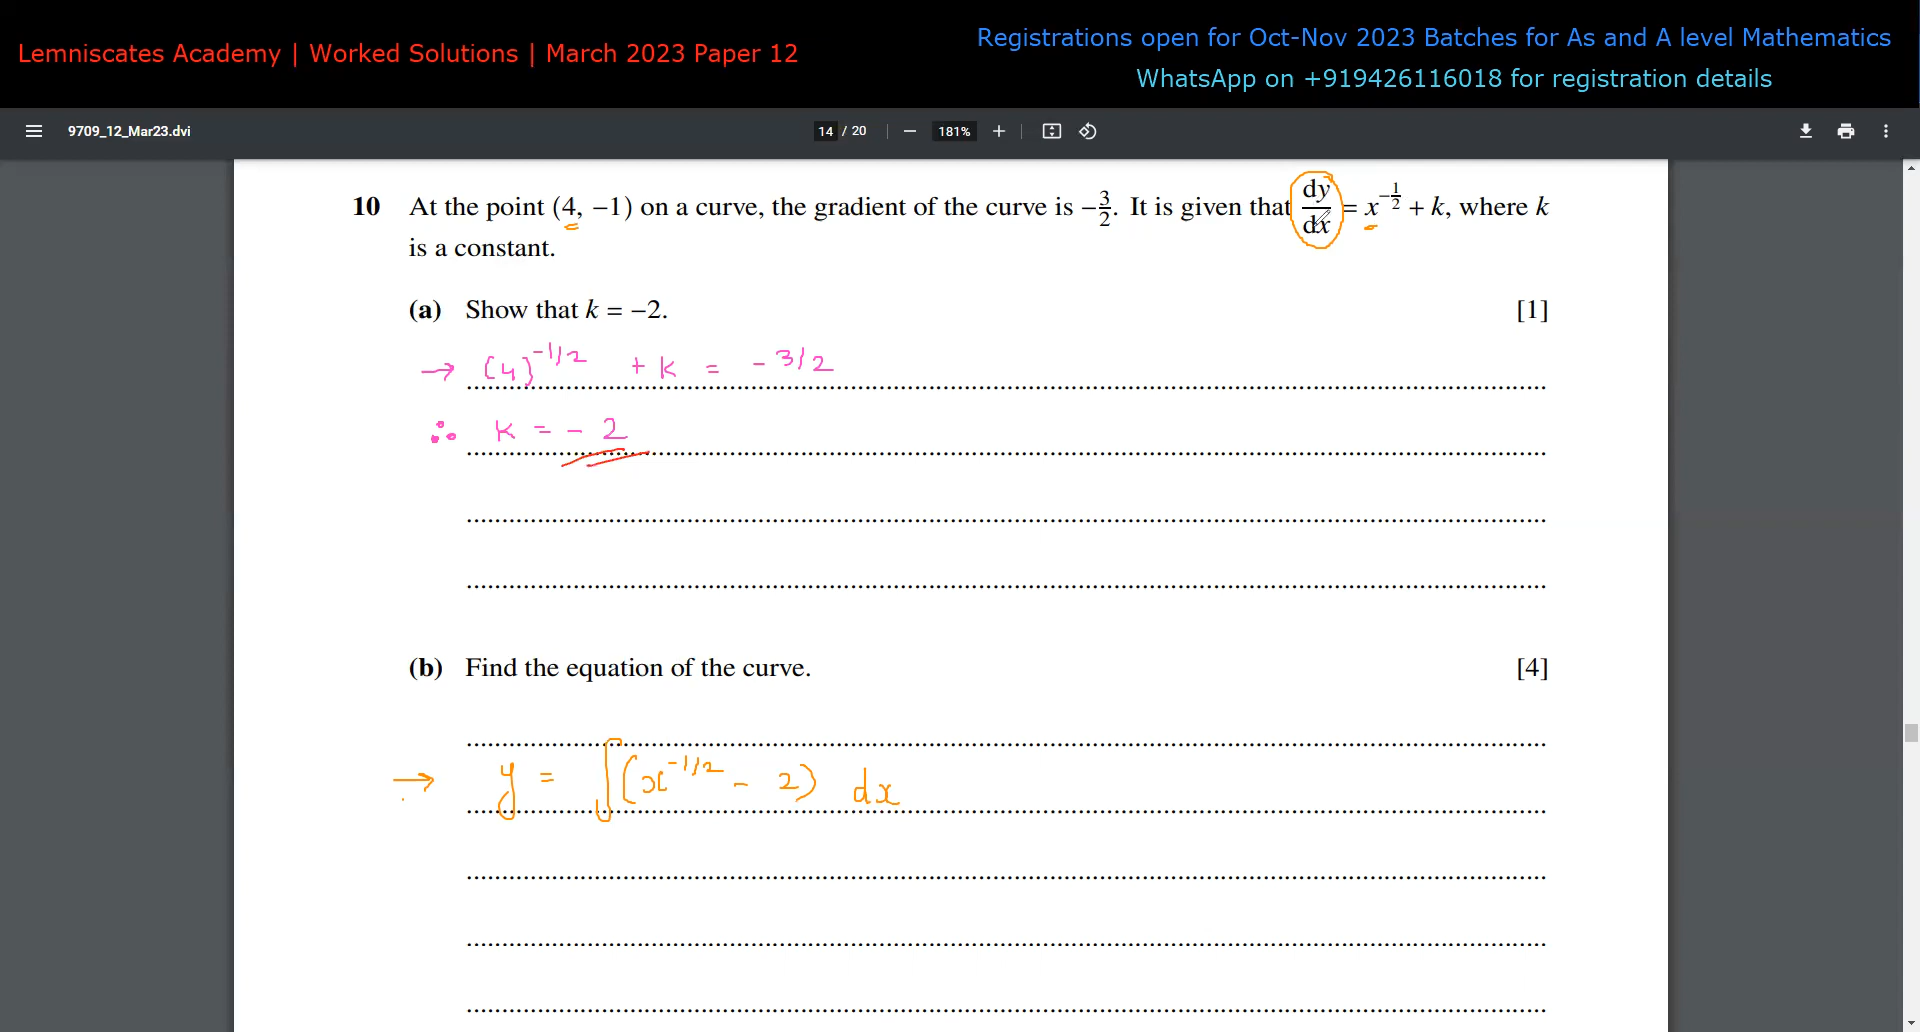 Lemniscates Academy | Worked Solutions | March 2023 Paper 12
Registrations open for Oct-Nov 2023 Batches for As and A level Mathematics
WhatsApp on +919426116018 for registration details
9709_12_Mar23.dvi
14 / 20
181%
10 At the point (4, −1) on a curve, the gradient of the curve is −3/2. It is given that dy/dx = x^(−1/2) + k, where k
is a constant.
(a) Show that k = −2. [1]
→ (4)^(-1/2) + k = - 3/2
∴ k = - 2
(b) Find the equation of the curve. [4]
→ y = ∫(x^(-1/2) - 2) dx